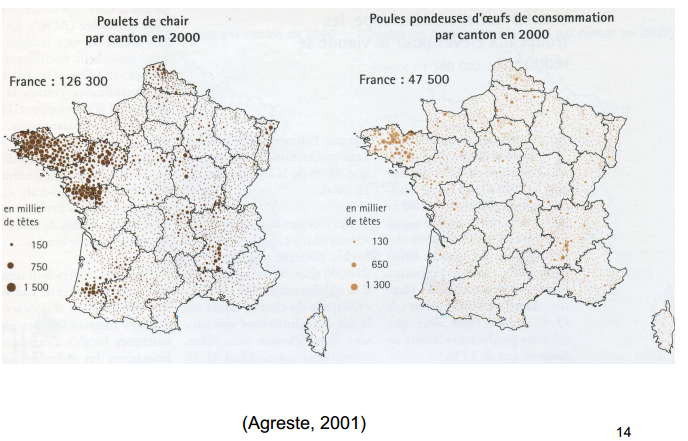 Poulets de chair
par canton en 2000
France : 126 300
en millier
de têtes
150
750
1 500
Poules pondeuses d'œufs de consommation
par canton en 2000
France : 47 500
en millier
de têtes
130
650
1 300
(Agreste, 2001)
14